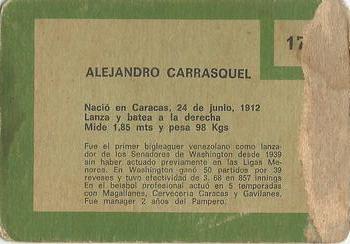 17
ALEJANDRO CARRASQUEL
Nació en Caracas, 24 de junio, 1912
Lanza y batea a la derecha
Mide 1,85 mts y pesa 98 Kgs
Fue el primer bigleaguer venezolano como lanza-
dor de los Senadores de Washington desde 1939
sin haber actuado previamente en las Ligas Me-
nores. En Washington ganó 50 partidos por 39
reveses y tuvo efectividad de 3. 68 en 857 innings
En el beisbol profesional actuó en 5 temporadas
con Magallanes, Cervecería Caracas y Gavilanes.
Fue manager 2 años del Pampero.